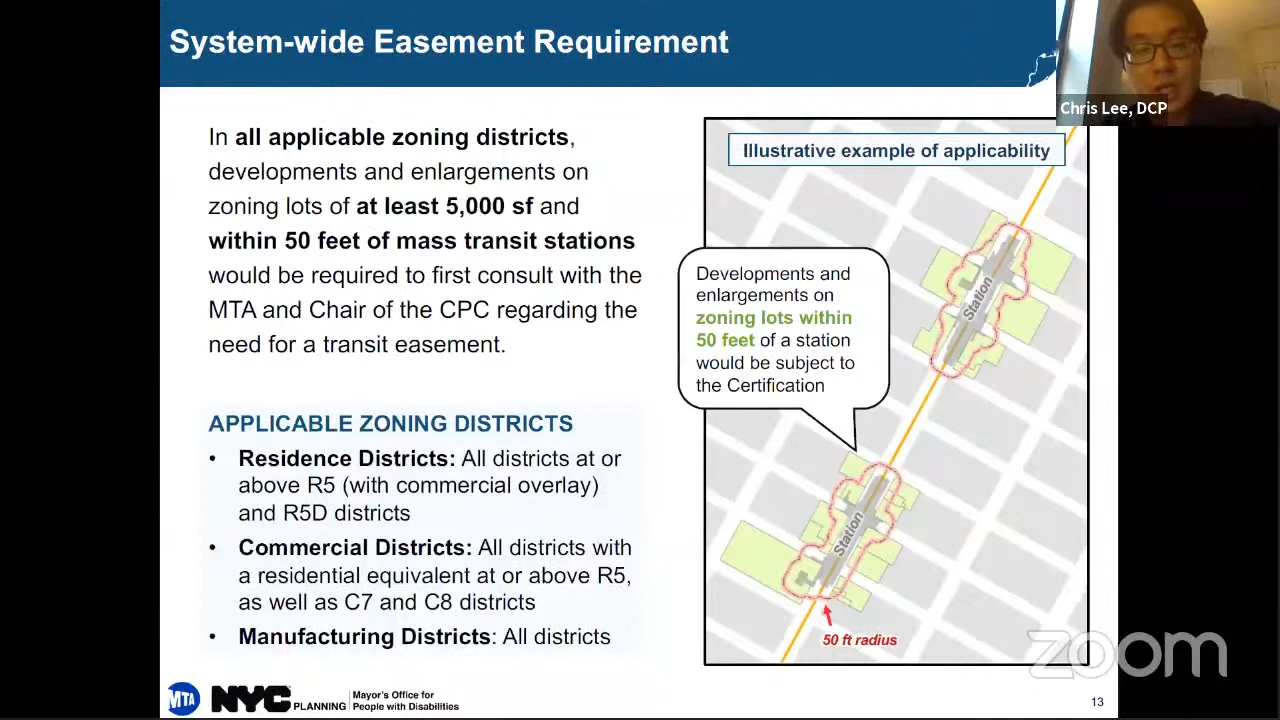 System-wide Easement Requirement
Chris Lee, DCP
In all applicable zoning districts,
developments and enlargements on
zoning lots of at least 5,000 sf and
within 50 feet of mass transit stations
would be required to first consult with the
MTA and Chair of the CPC regarding the
need for a transit easement.
APPLICABLE ZONING DISTRICTS
• Residence Districts: All districts at or
above R5 (with commercial overlay)
and R5D districts
• Commercial Districts: All districts with
a residential equivalent at or above R5,
as well as C7 and C8 districts
• Manufacturing Districts: All districts
Illustrative example of applicability
Developments and
enlargements on
zoning lots within
50 feet of a station
would be subject to
the Certification
Station
Station
50 ft radius
zoom
MTA
NYC PLANNING
Mayor's Office for
People with Disabilities
13